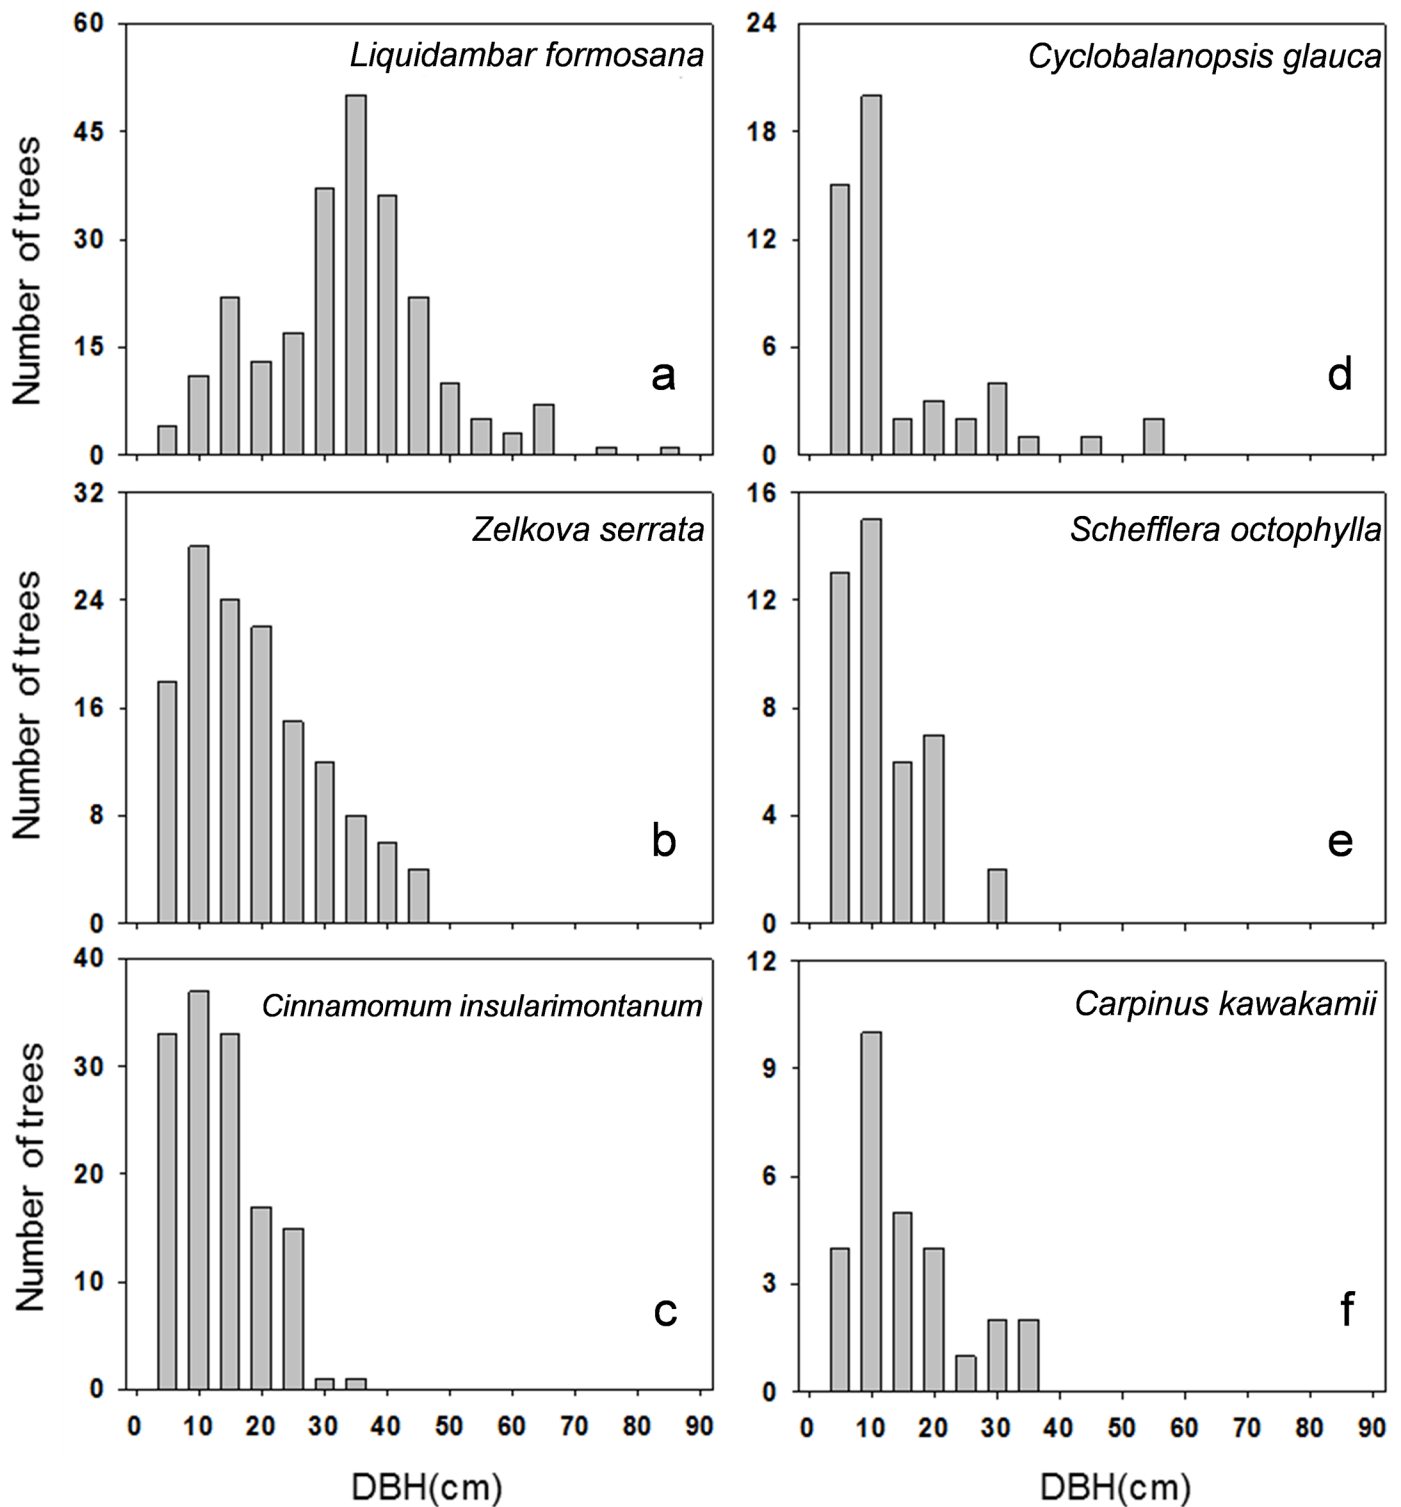 60
45
30
15
0
Number of trees
Liquidambar formosana
a
24
18
12
6
0
Cyclobalanopsis glauca
d
32
24
16
8
0
Number of trees
Zelkova serrata
b
16
12
8
4
0
Schefflera octophylla
e
40
30
20
10
0
Number of trees
Cinnamomum insularimontanum
c
0 10 20 30 40 50 60 70 80 90
DBH(cm)
12
9
6
3
0
Carpinus kawakamii
f
0 10 20 30 40 50 60 70 80 90
DBH(cm)